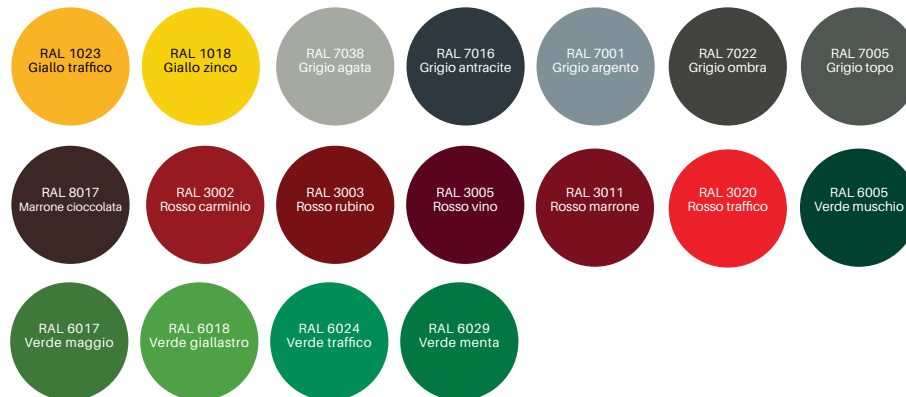 RAL 1023
Giallo traffico
RAL 1018
Giallo zinco
RAL 7038
Grigio agata
RAL 7016
Grigio antracite
RAL 7001
Grigio argento
RAL 7022
Grigio ombra
RAL 7005
Grigio topo
RAL 8017
Marrone cioccolata
RAL 3002
Rosso carminio
RAL 3003
Rosso rubino
RAL 3005
Rosso vino
RAL 3011
Rosso marrone
RAL 3020
Rosso traffico
RAL 6005
Verde muschio
RAL 6017
Verde maggio
RAL 6018
Verde giallastro
RAL 6024
Verde traffico
RAL 6029
Verde menta